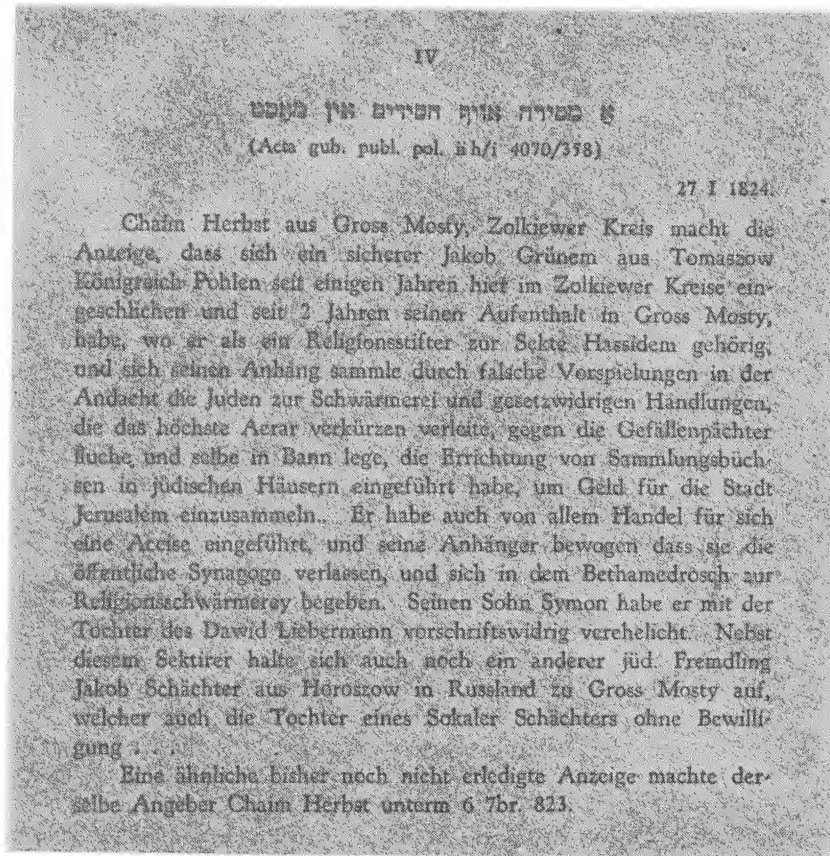 IV
א מסירה אויף חסידים אין מאסט
(Acta gub. publ. pol. ii h/i 4070/358)
27 I 1824.
Chaim Herbst aus Gross Mosty, Zolkiewer Kreis macht die
Anzeige, dass sich ein sicherer Jakob Grünem aus Tomaszow
Königreich Pohlen seit einigen Jahren hier im Zolkiewer Kreise ein-
geschlichen und seit 2 Jahren seinen Aufenthalt in Gross Mosty,
habe, wo er als ein Religionsstifter zur Sekte Hassidem gehörig,
und sich seinen Anhang sammle durch falsche Vorspielungen in der
Andacht die Juden zur Schwärmerei und gesetzwidrigen Handlungen,
die das höchste Aerar verkürzen verleite, gegen die Gefällenpächter
fluche und selbe in Bann lege, die Errichtung von Sammlungsbüch-
sen in jüdischen Häusern eingeführt habe, um Geld für die Stadt
Jerusalem einzusammeln.. Er habe auch von allem Handel für sich
eine Accise eingeführt, und seine Anhänger bewogen dass sie die
öffentliche Synagoge verlassen, und sich in dem Bethamedrosch zur
Religionsschwärmerey begeben. Seinen Sohn Symon habe er mit der
Tochter des Dawid Liebermann vorschriftswidrig verehelicht. Nebst
diesem Sektirer halte sich auch noch ein anderer jüd. Fremdling
Jakob Schächter aus Horoszow in Russland zu Gross Mosty auf,
welcher auch die Tochter eines Sokaler Schächters ohne Bewilli-
gung . . . .
Eine ähnliche bisher noch nicht erledigte Anzeige machte der-
selbe Angeber Chaim Herbst unterm 6 7br. 823.